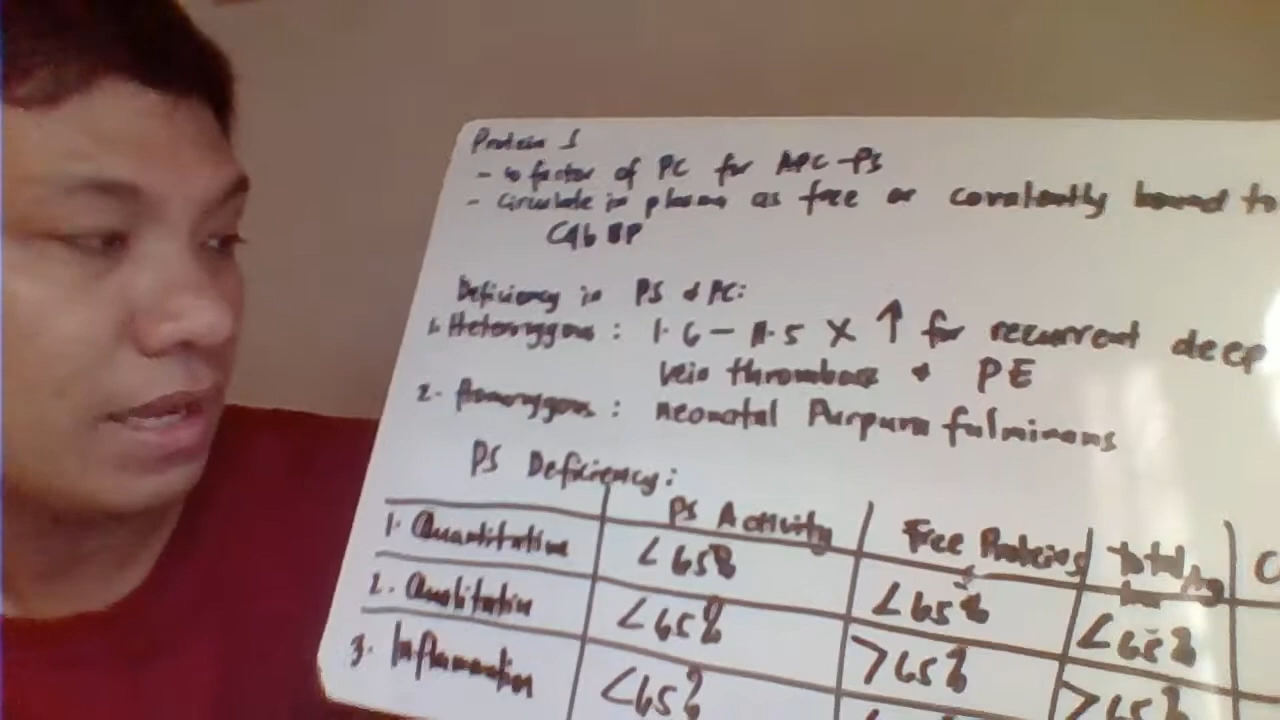 Protein S
- cofactor of PC for APC-PS
- circulate in plasma as free or covalently bound to
C4b BP
Deficiency in PS & PC:
1. Heterozygous : 1.6 - 11.5 X ↑ for recurrent deep
vein thrombosis + PE
2. Homozygous : neonatal Purpura fulminans
PS Deficiency:
PS Activity Free Proteins Total Ag
1. Quantitative <65% <65% <65%
2. Qualitative <65% >65% >65%
3. Inflammation <65%